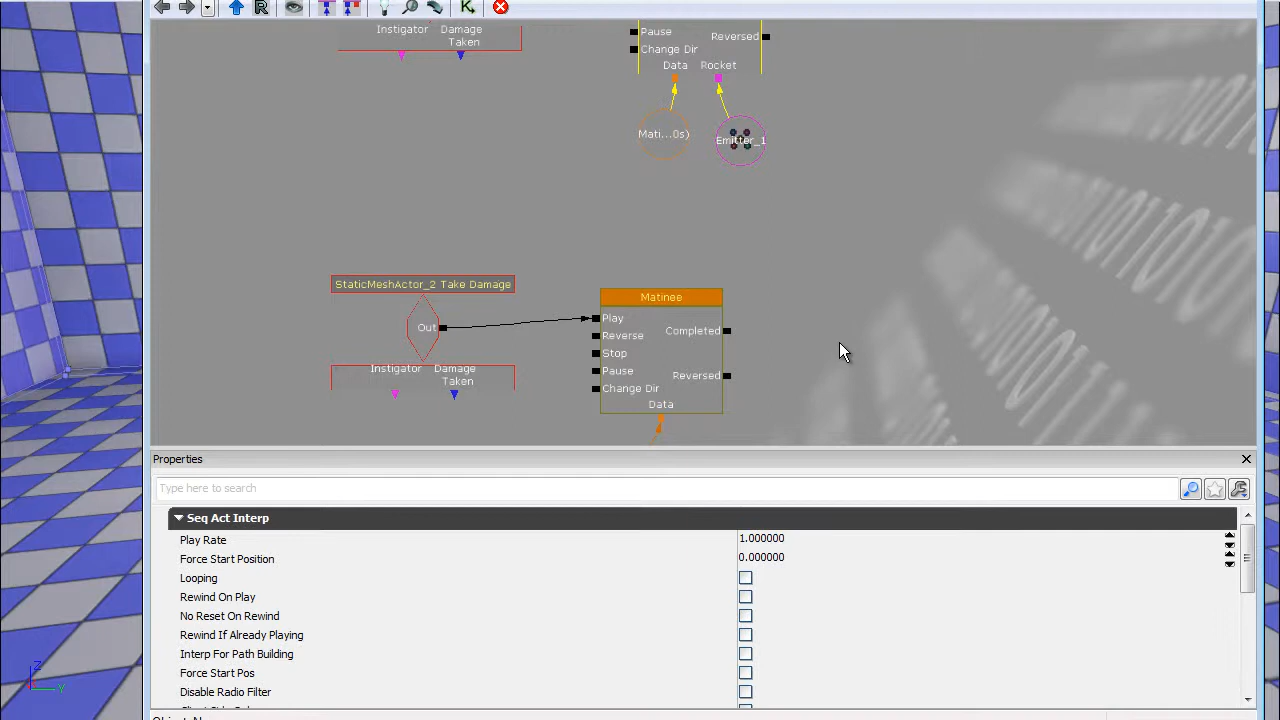 Instigator Damage
Taken
Pause
Change Dir
Reversed
Data Rocket
Mati...0s)
Emitter_1
StaticMeshActor_2 Take Damage
Out
Instigator Damage
Taken
Matinee
Play
Reverse
Completed
Stop
Pause
Reversed
Change Dir
Data
Properties
Type here to search
Seq Act Interp
Play Rate 1.000000
Force Start Position 0.000000
Looping
Rewind On Play
No Reset On Rewind
Rewind If Already Playing
Interp For Path Building
Force Start Pos
Disable Radio Filter
Z
Y